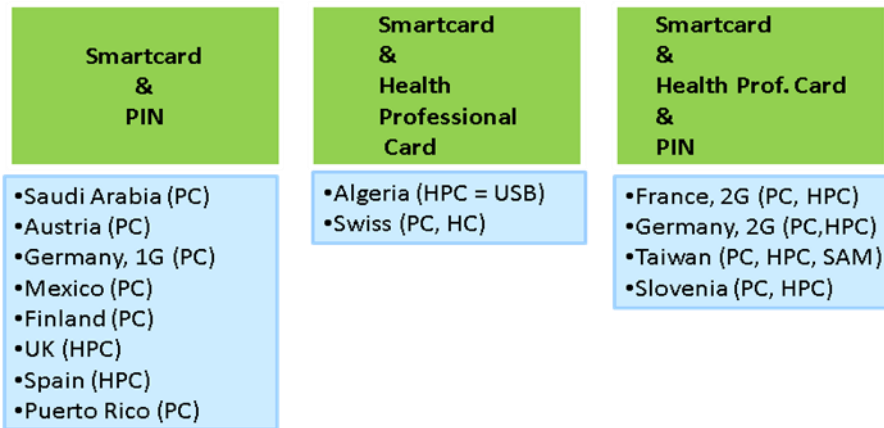 Smartcard
&
PIN
•Saudi Arabia (PC)
•Austria (PC)
•Germany, 1G (PC)
•Mexico (PC)
•Finland (PC)
•UK (HPC)
•Spain (HPC)
•Puerto Rico (PC)
Smartcard
&
Health
Professional
Card
•Algeria (HPC = USB)
•Swiss (PC, HC)
Smartcard
&
Health Prof. Card
&
PIN
•France, 2G (PC, HPC)
•Germany, 2G (PC,HPC)
•Taiwan (PC, HPC, SAM)
•Slovenia (PC, HPC)